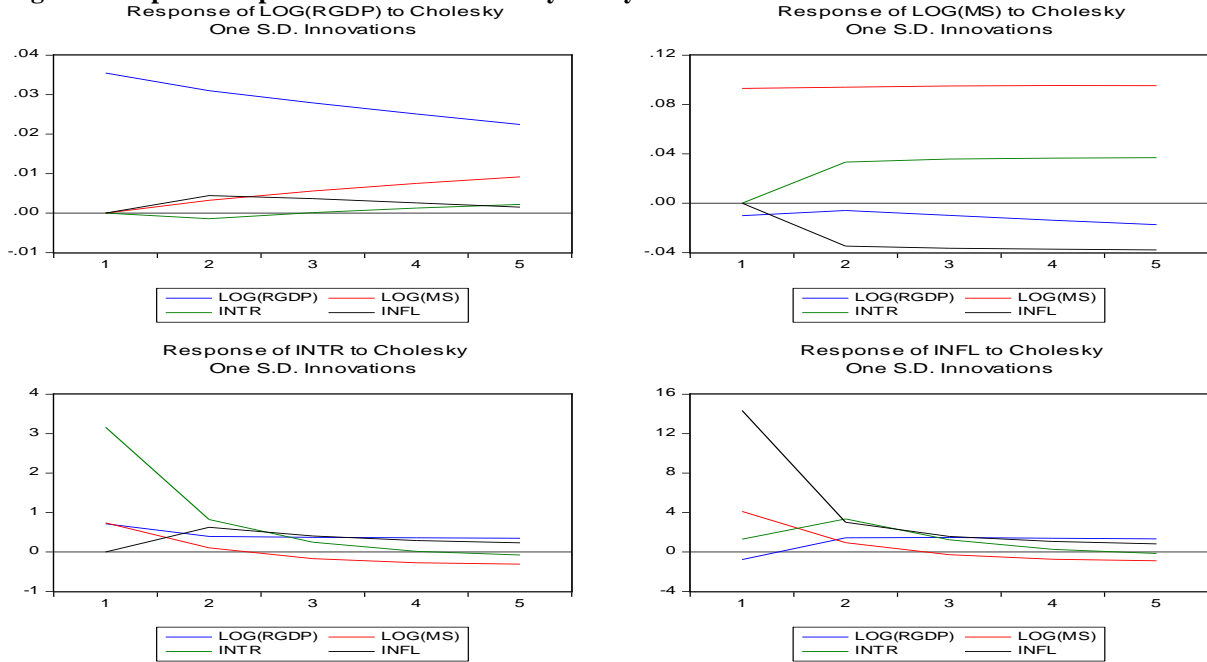 Response of LOG(RGDP) to Cholesky
One S.D. Innovations
.04
.03
.02
.01
.00
-.01
1 2 3 4 5
LOG(RGDP) LOG(MS)
INTR INFL
Response of LOG(MS) to Cholesky
One S.D. Innovations
.12
.08
.04
.00
-.04
1 2 3 4 5
LOG(RGDP) LOG(MS)
INTR INFL
Response of INTR to Cholesky
One S.D. Innovations
4
3
2
1
0
-1
1 2 3 4 5
LOG(RGDP) LOG(MS)
INTR INFL
Response of INFL to Cholesky
One S.D. Innovations
16
12
8
4
0
-4
1 2 3 4 5
LOG(RGDP) LOG(MS)
INTR INFL